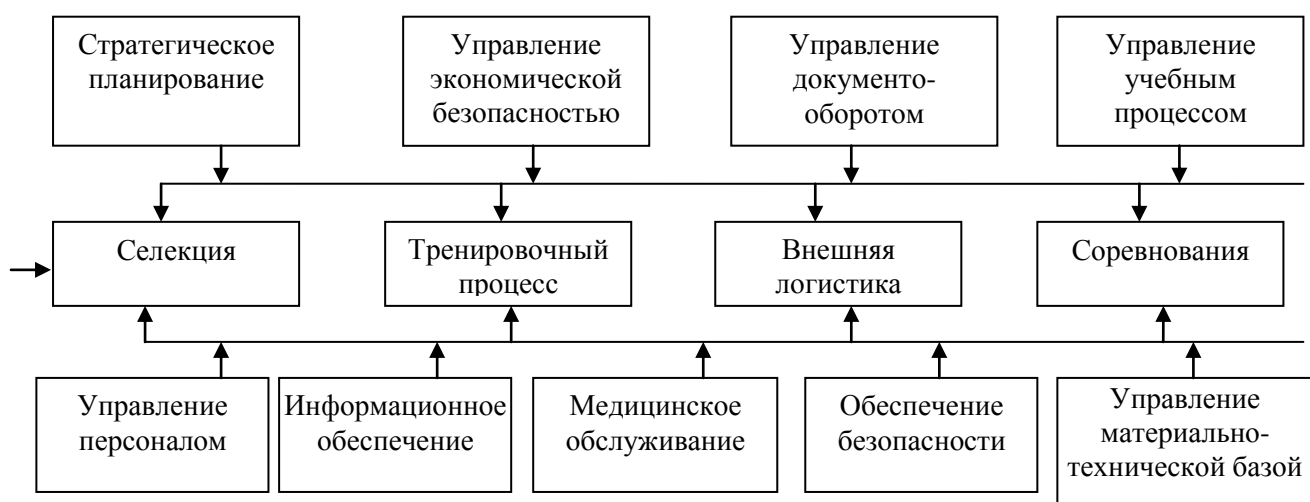 Стратегическое
планирование
Управление
экономической
безопасностью
Управление
документо-
оборотом
Управление
учебным
процессом
Селекция
Тренировочный
процесс
Внешняя
логистика
Соревнования
Управление
персоналом
Информационное
обеспечение
Медицинское
обслуживание
Обеспечение
безопасности
Управление
материально-
технической базой